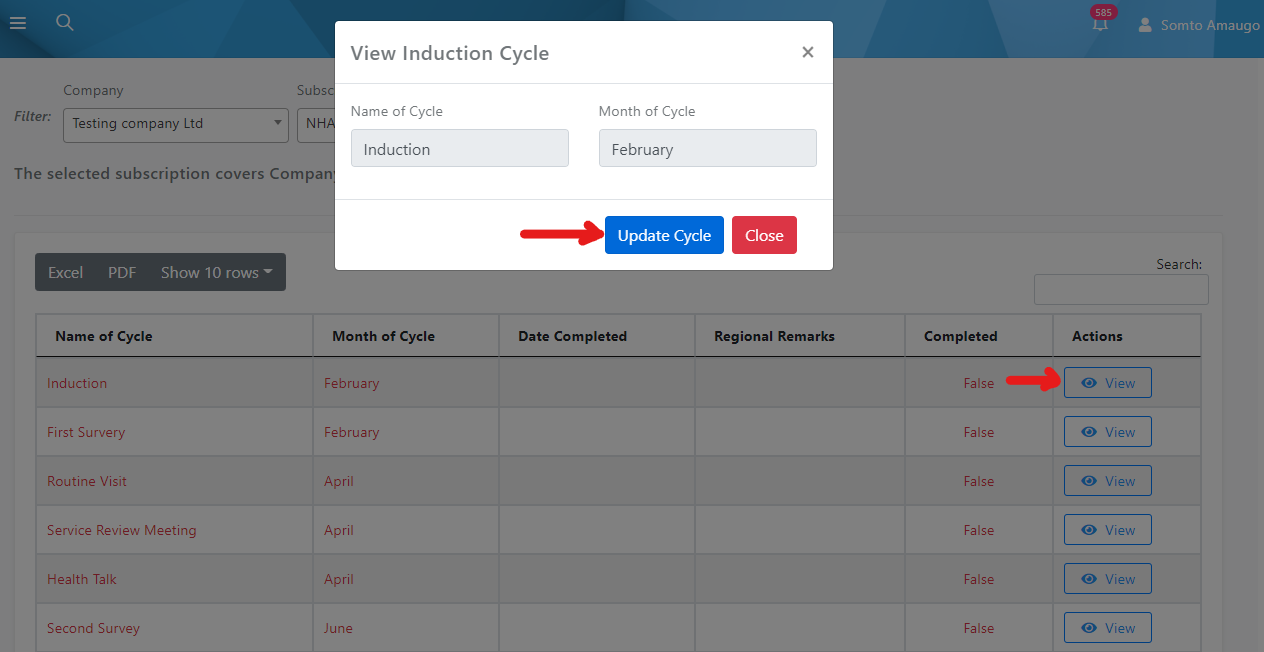 585
Somto Amaugo
View Induction Cycle
×
Name of Cycle
Month of Cycle
Induction
February
Update Cycle
Close
Company
Subsc
Filter:
Testing company Ltd
NHA
The selected subscription covers Company
Excel
PDF
Show 10 rows
Search:
Name of Cycle
Month of Cycle
Date Completed
Regional Remarks
Completed
Actions
Induction
February
False
View
First Survery
February
False
View
Routine Visit
April
False
View
Service Review Meeting
April
False
View
Health Talk
April
False
View
Second Survey
June
False
View